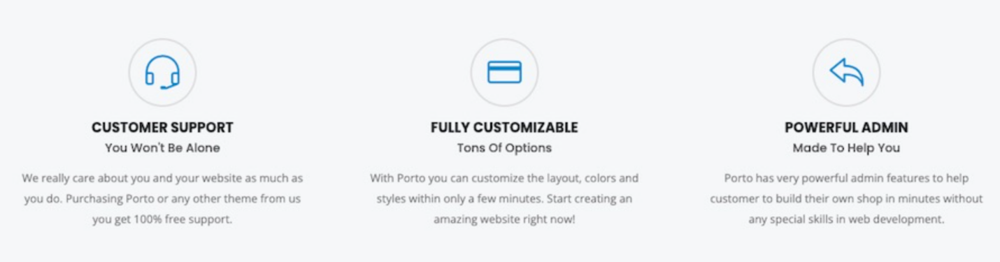 CUSTOMER SUPPORT
You Won't Be Alone
We really care about you and your website as much as
you do. Purchasing Porto or any other theme from us
you get 100% free support.
FULLY CUSTOMIZABLE
Tons Of Options
With Porto you can customize the layout, colors and
styles within only a few minutes. Start creating an
amazing website right now!
POWERFUL ADMIN
Made To Help You
Porto has very powerful admin features to help
customer to build their own shop in minutes without
any special skills in web development.